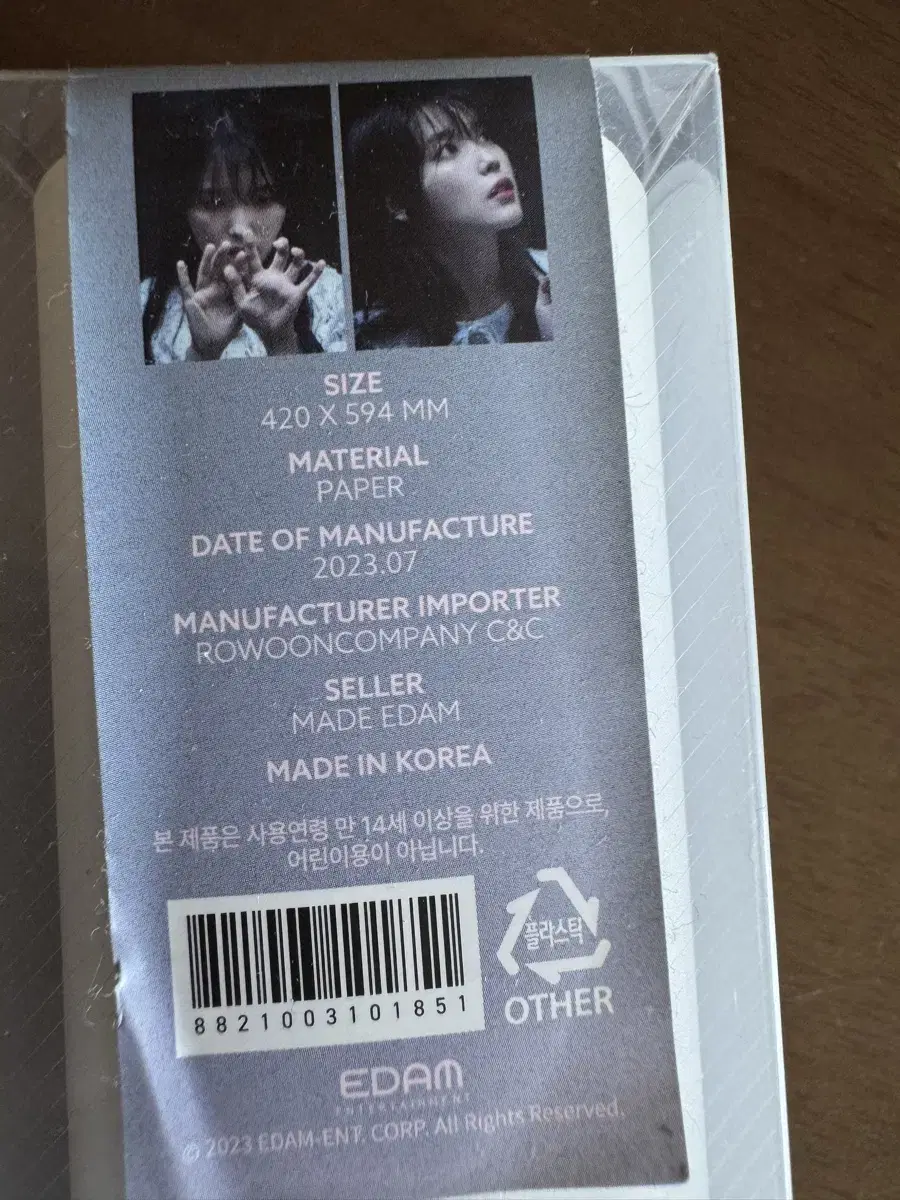 SIZE
420 X 594 MM
MATERIAL
PAPER
DATE OF MANUFACTURE
2023.07
MANUFACTURER IMPORTER
ROWOONCOMPANY C&C
SELLER
MADE EDAM
MADE IN KOREA
본 제품은 사용연령 만 14세 이상을 위한 제품으로,
어린이용이 아닙니다.
8821003101851
플라스틱
OTHER
EDAM
ENTERTAINMENT
© 2023 EDAM-ENT. CORP. All Rights Reserved.